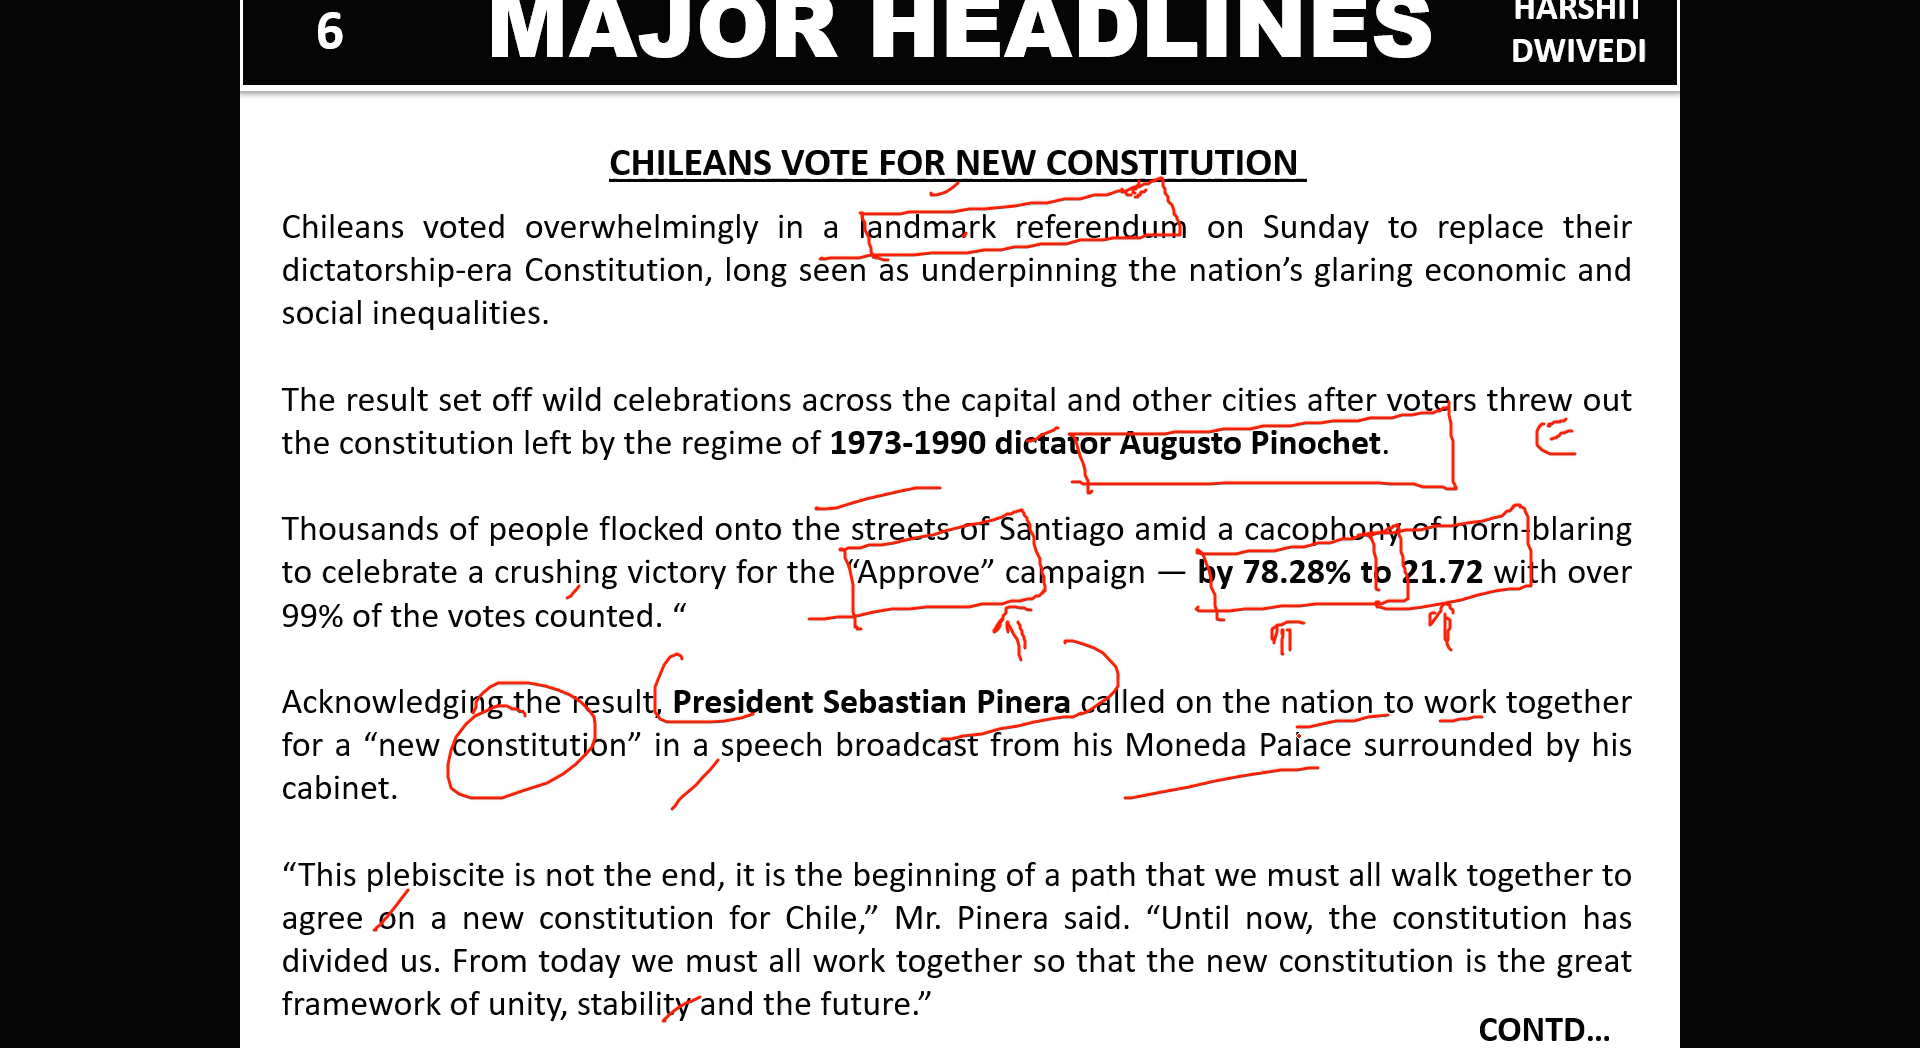 6
MAJOR HEADLINES
HARSHIT
DWIVEDI
CHILEANS VOTE FOR NEW CONSTITUTION
Chileans voted overwhelmingly in a landmark referendum on Sunday to replace their
dictatorship-era Constitution, long seen as underpinning the nation’s glaring economic and
social inequalities.
The result set off wild celebrations across the capital and other cities after voters threw out
the constitution left by the regime of 1973-1990 dictator Augusto Pinochet.
Thousands of people flocked onto the streets of Santiago amid a cacophony of horn-blaring
to celebrate a crushing victory for the “Approve” campaign — by 78.28% to 21.72 with over
99% of the votes counted. “
Acknowledging the result, President Sebastian Pinera called on the nation to work together
for a “new constitution” in a speech broadcast from his Moneda Palace surrounded by his
cabinet.
“This plebiscite is not the end, it is the beginning of a path that we must all walk together to
agree on a new constitution for Chile,” Mr. Pinera said. “Until now, the constitution has
divided us. From today we must all work together so that the new constitution is the great
framework of unity, stability and the future.”
CONTD...